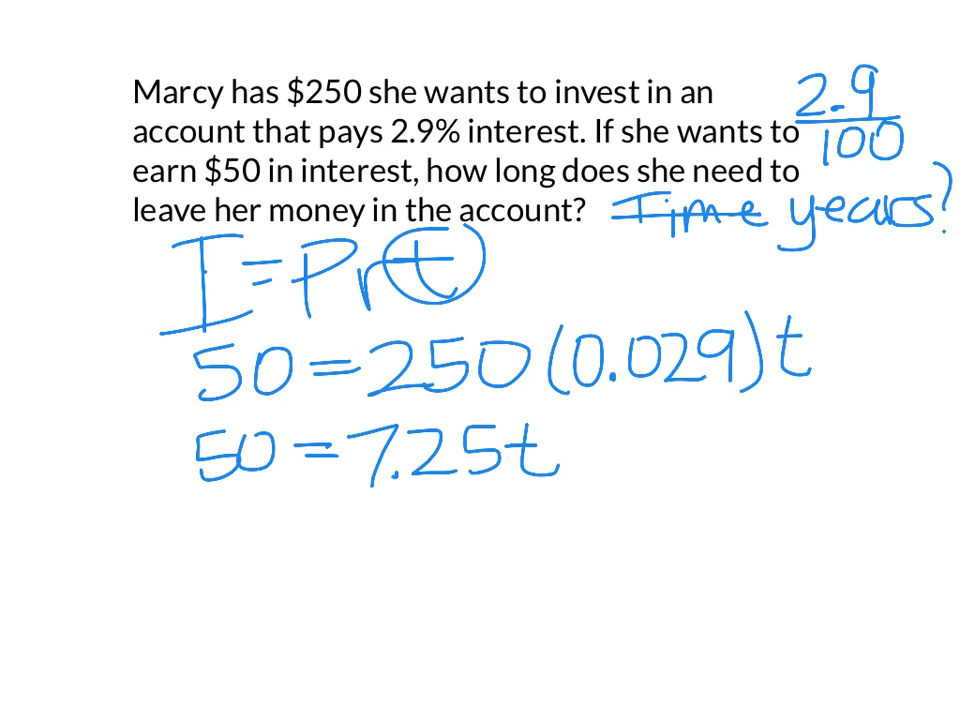 Marcy has $250 she wants to invest in an
account that pays 2.9% interest. If she wants to
earn $50 in interest, how long does she need to
leave her money in the account?
2.9
100
Time years?
I=Prt
50=250(0.029)t
50=7.25t